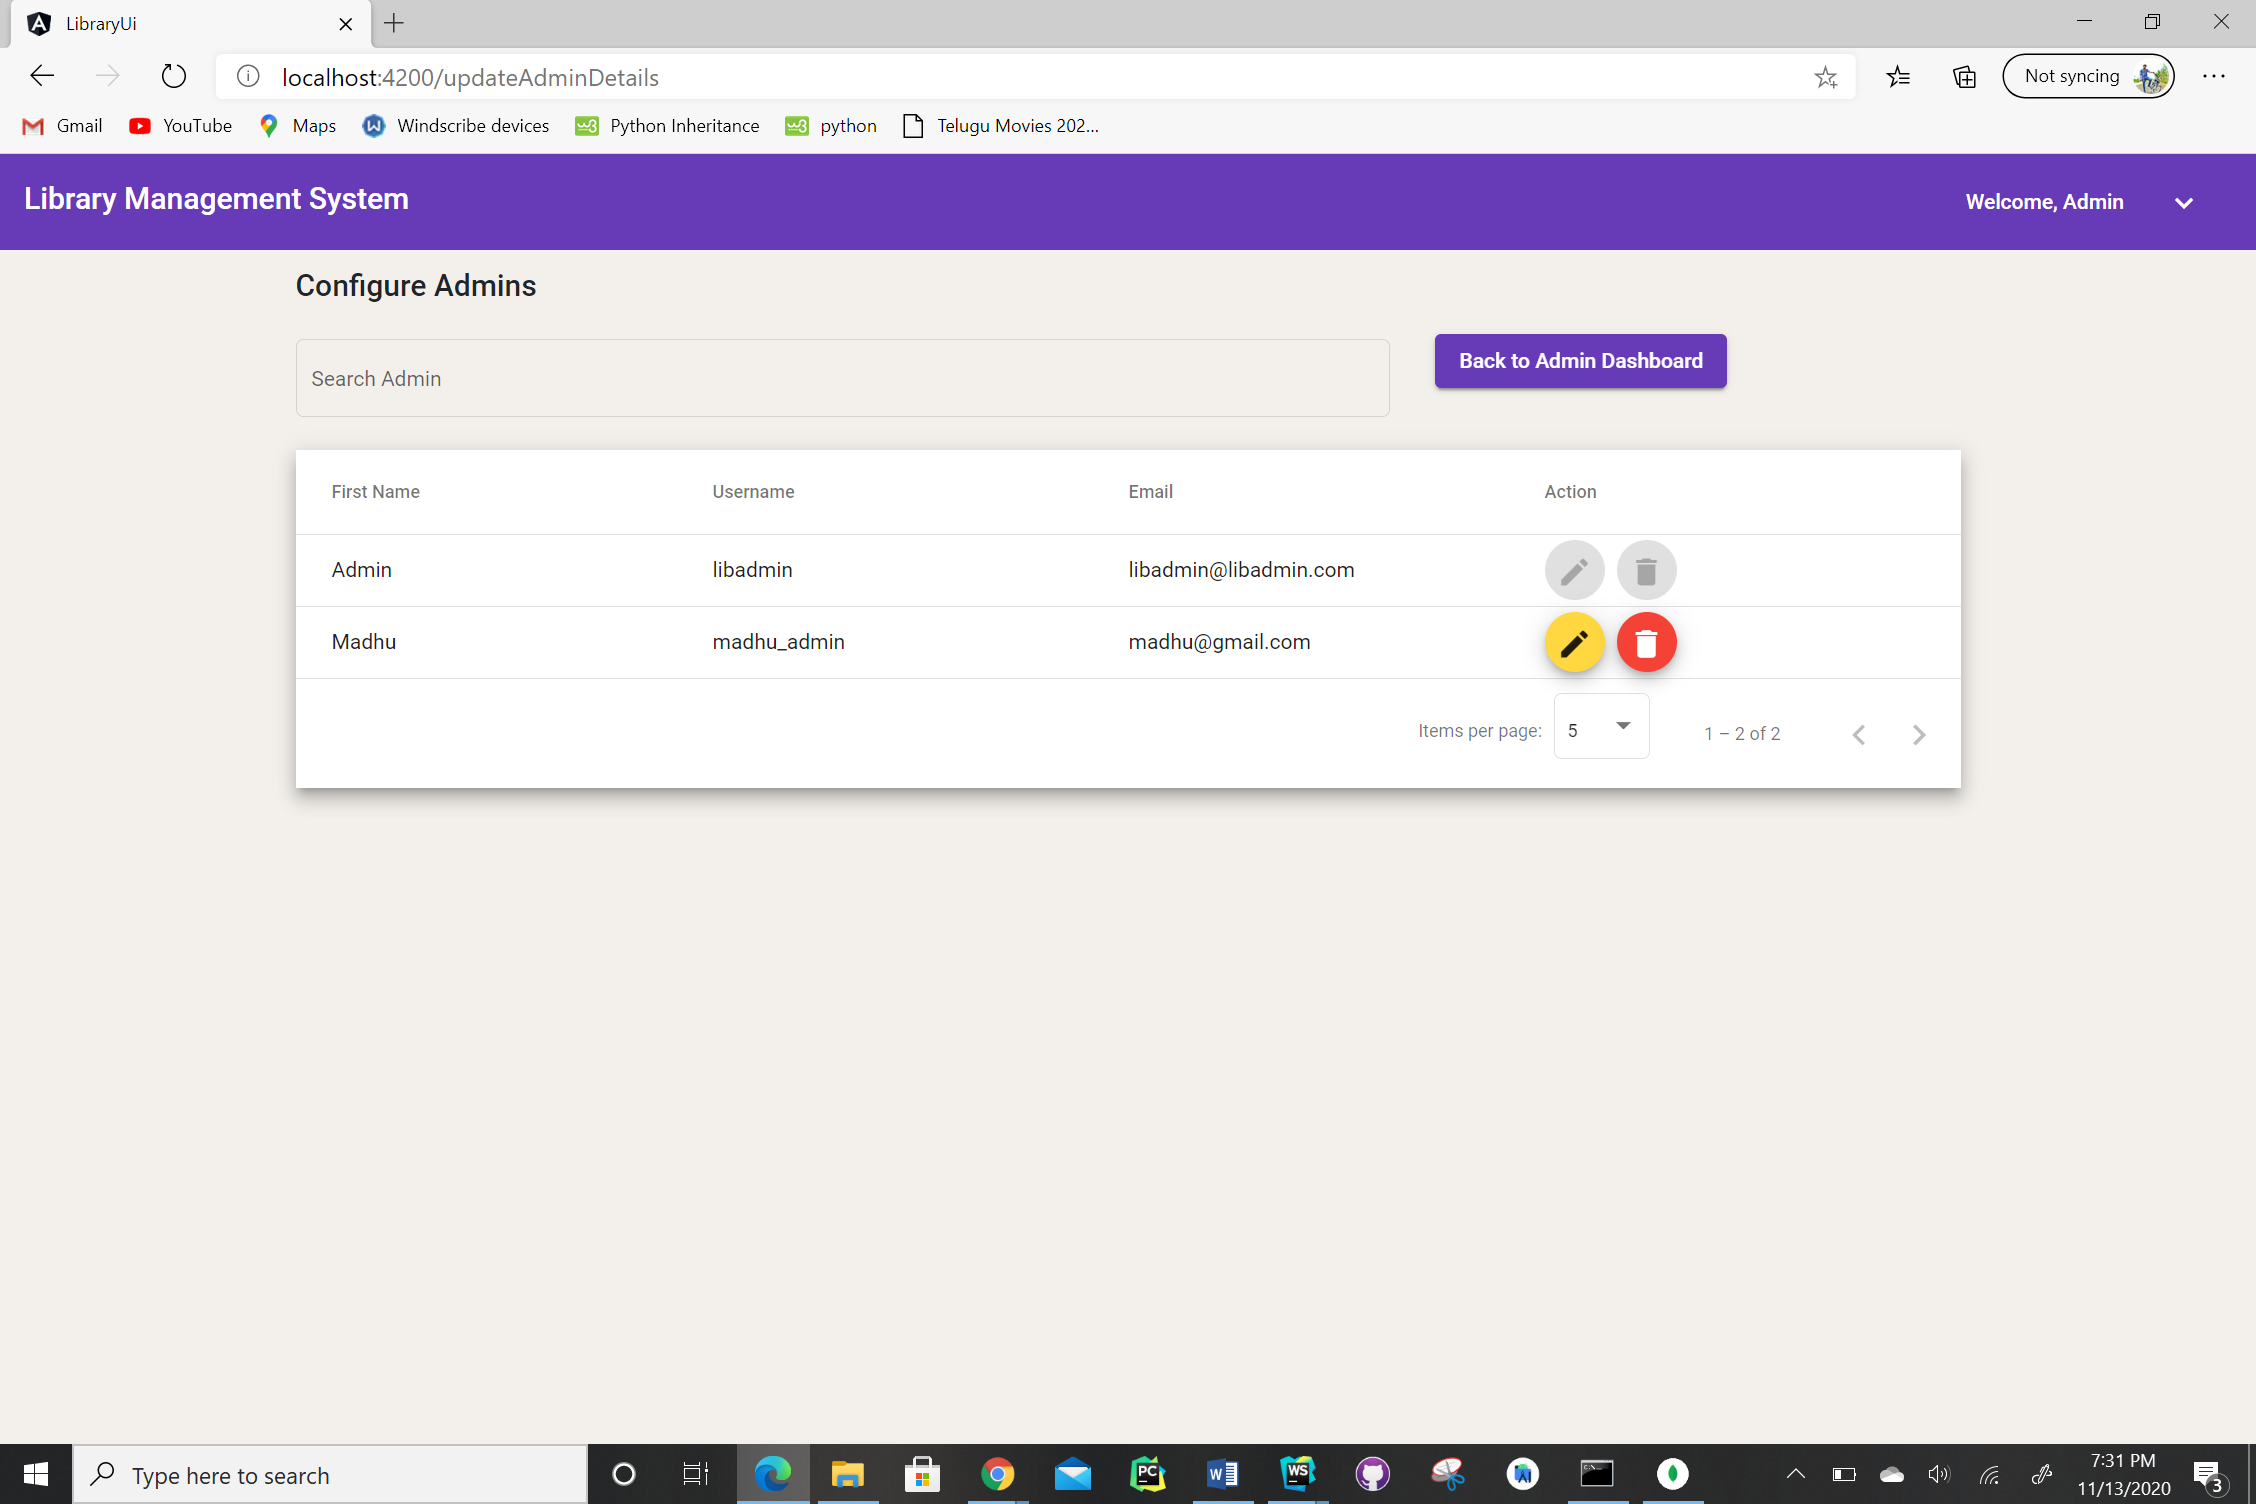 LibraryUi
localhost:4200/updateAdminDetails
Not syncing
Gmail YouTube Maps Windscribe devices Python Inheritance python Telugu Movies 202...
Library Management System
Welcome, Admin
Configure Admins
Search Admin
Back to Admin Dashboard
First Name Username Email Action
Admin libadmin libadmin@libadmin.com
Madhu madhu_admin madhu@gmail.com
Items per page: 5 1 – 2 of 2
Type here to search
PC
W
WS
7:31 PM
11/13/2020
3